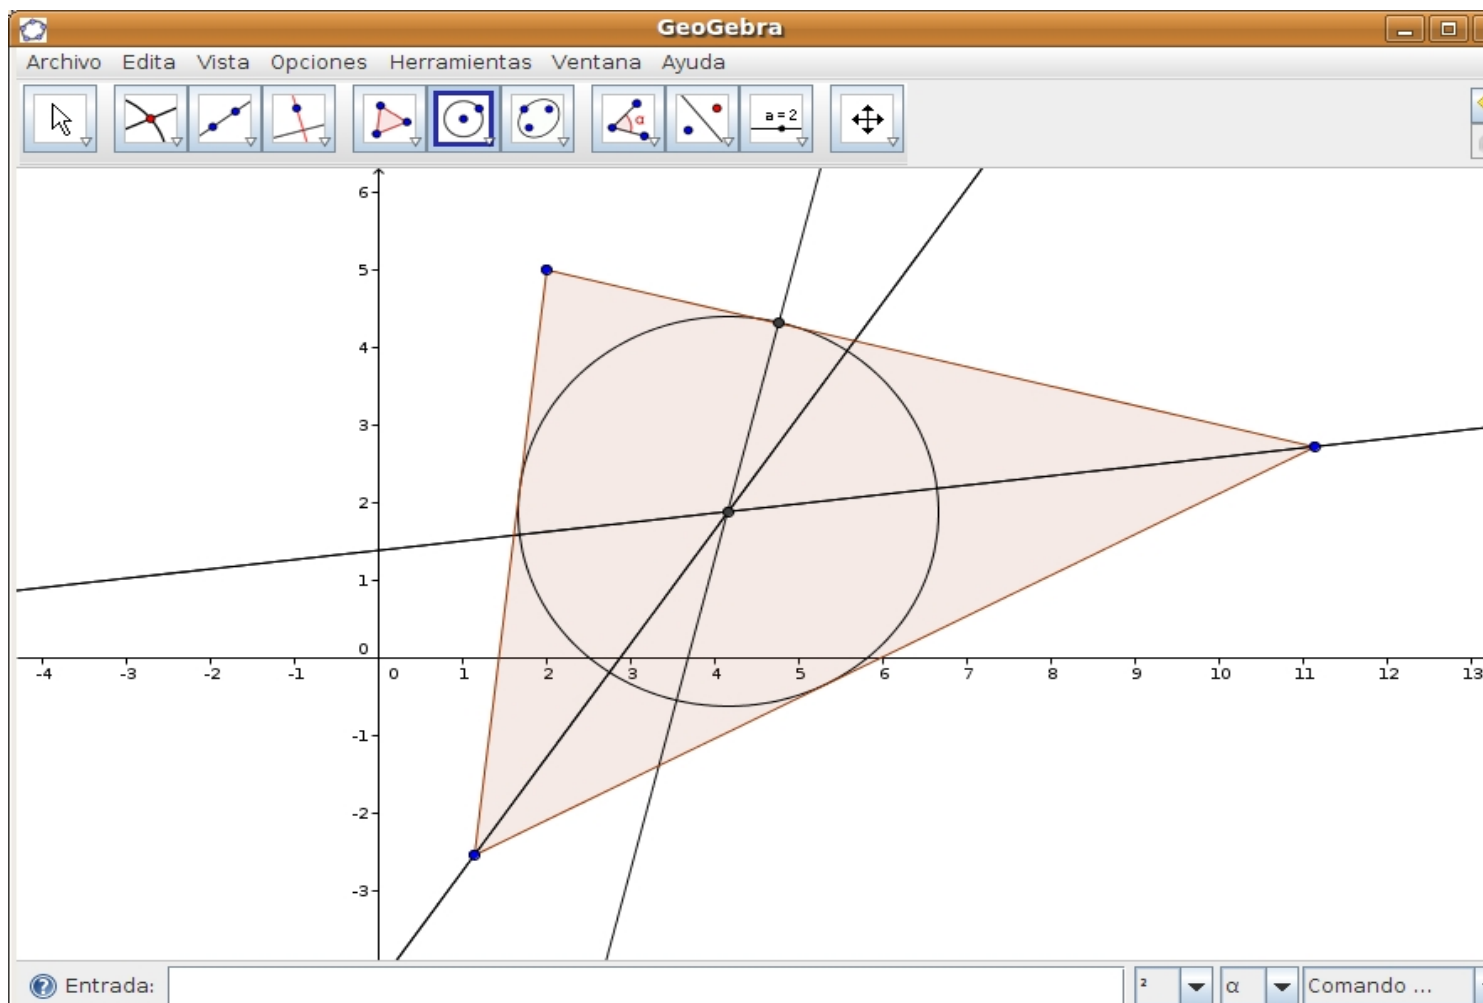 GeoGebra
Archivo Edita Vista Opciones Herramientas Ventana Ayuda
α a = 2
6
5
4
3
2
1
0
-4 -3 -2 -1 0 1 2 3 4 5 6 7 8 9 10 11 12 13
-1
-2
-3
Entrada: ² α Comando ...